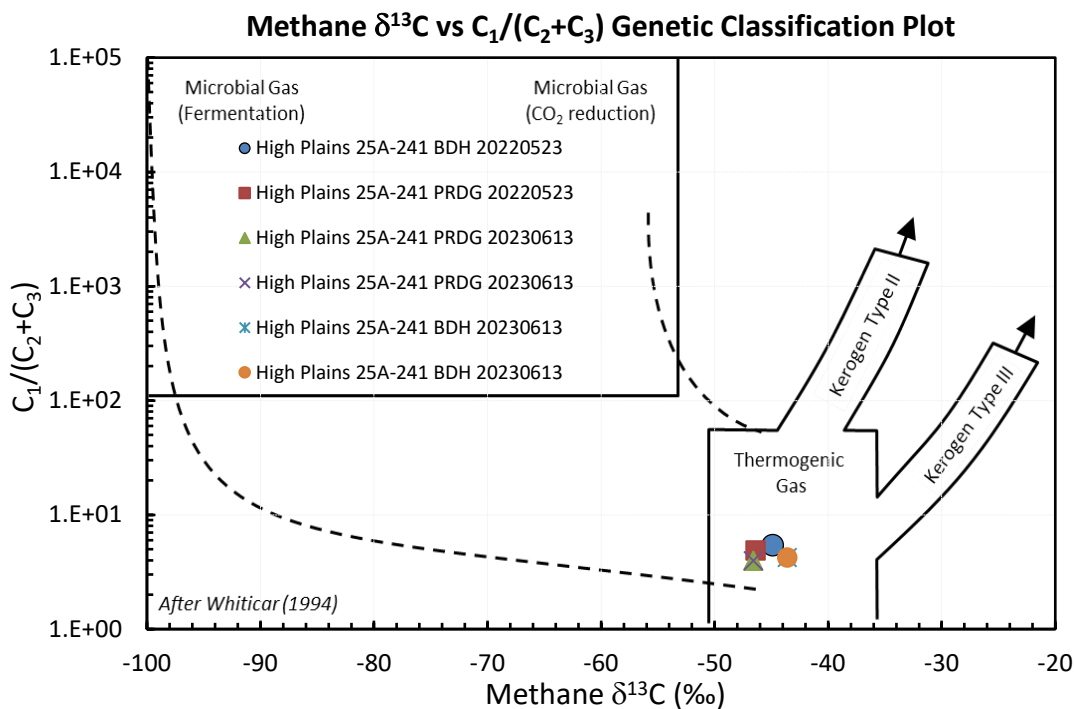 Methane δ¹³C vs C₁/(C₂+C₃) Genetic Classification Plot
1.E+05
1.E+04
1.E+03
1.E+02
1.E+01
1.E+00
C₁/(C₂+C₃)
Microbial Gas
(Fermentation)
Microbial Gas
(CO₂ reduction)
High Plains 25A-241 BDH 20220523
High Plains 25A-241 PRDG 20220523
High Plains 25A-241 PRDG 20230613
High Plains 25A-241 PRDG 20230613
High Plains 25A-241 BDH 20230613
High Plains 25A-241 BDH 20230613
Kerogen Type II
Kerogen Type III
Thermogenic
Gas
After Whiticar (1994)
-100
-90
-80
-70
-60
-50
-40
-30
-20
Methane δ¹³C (‰)